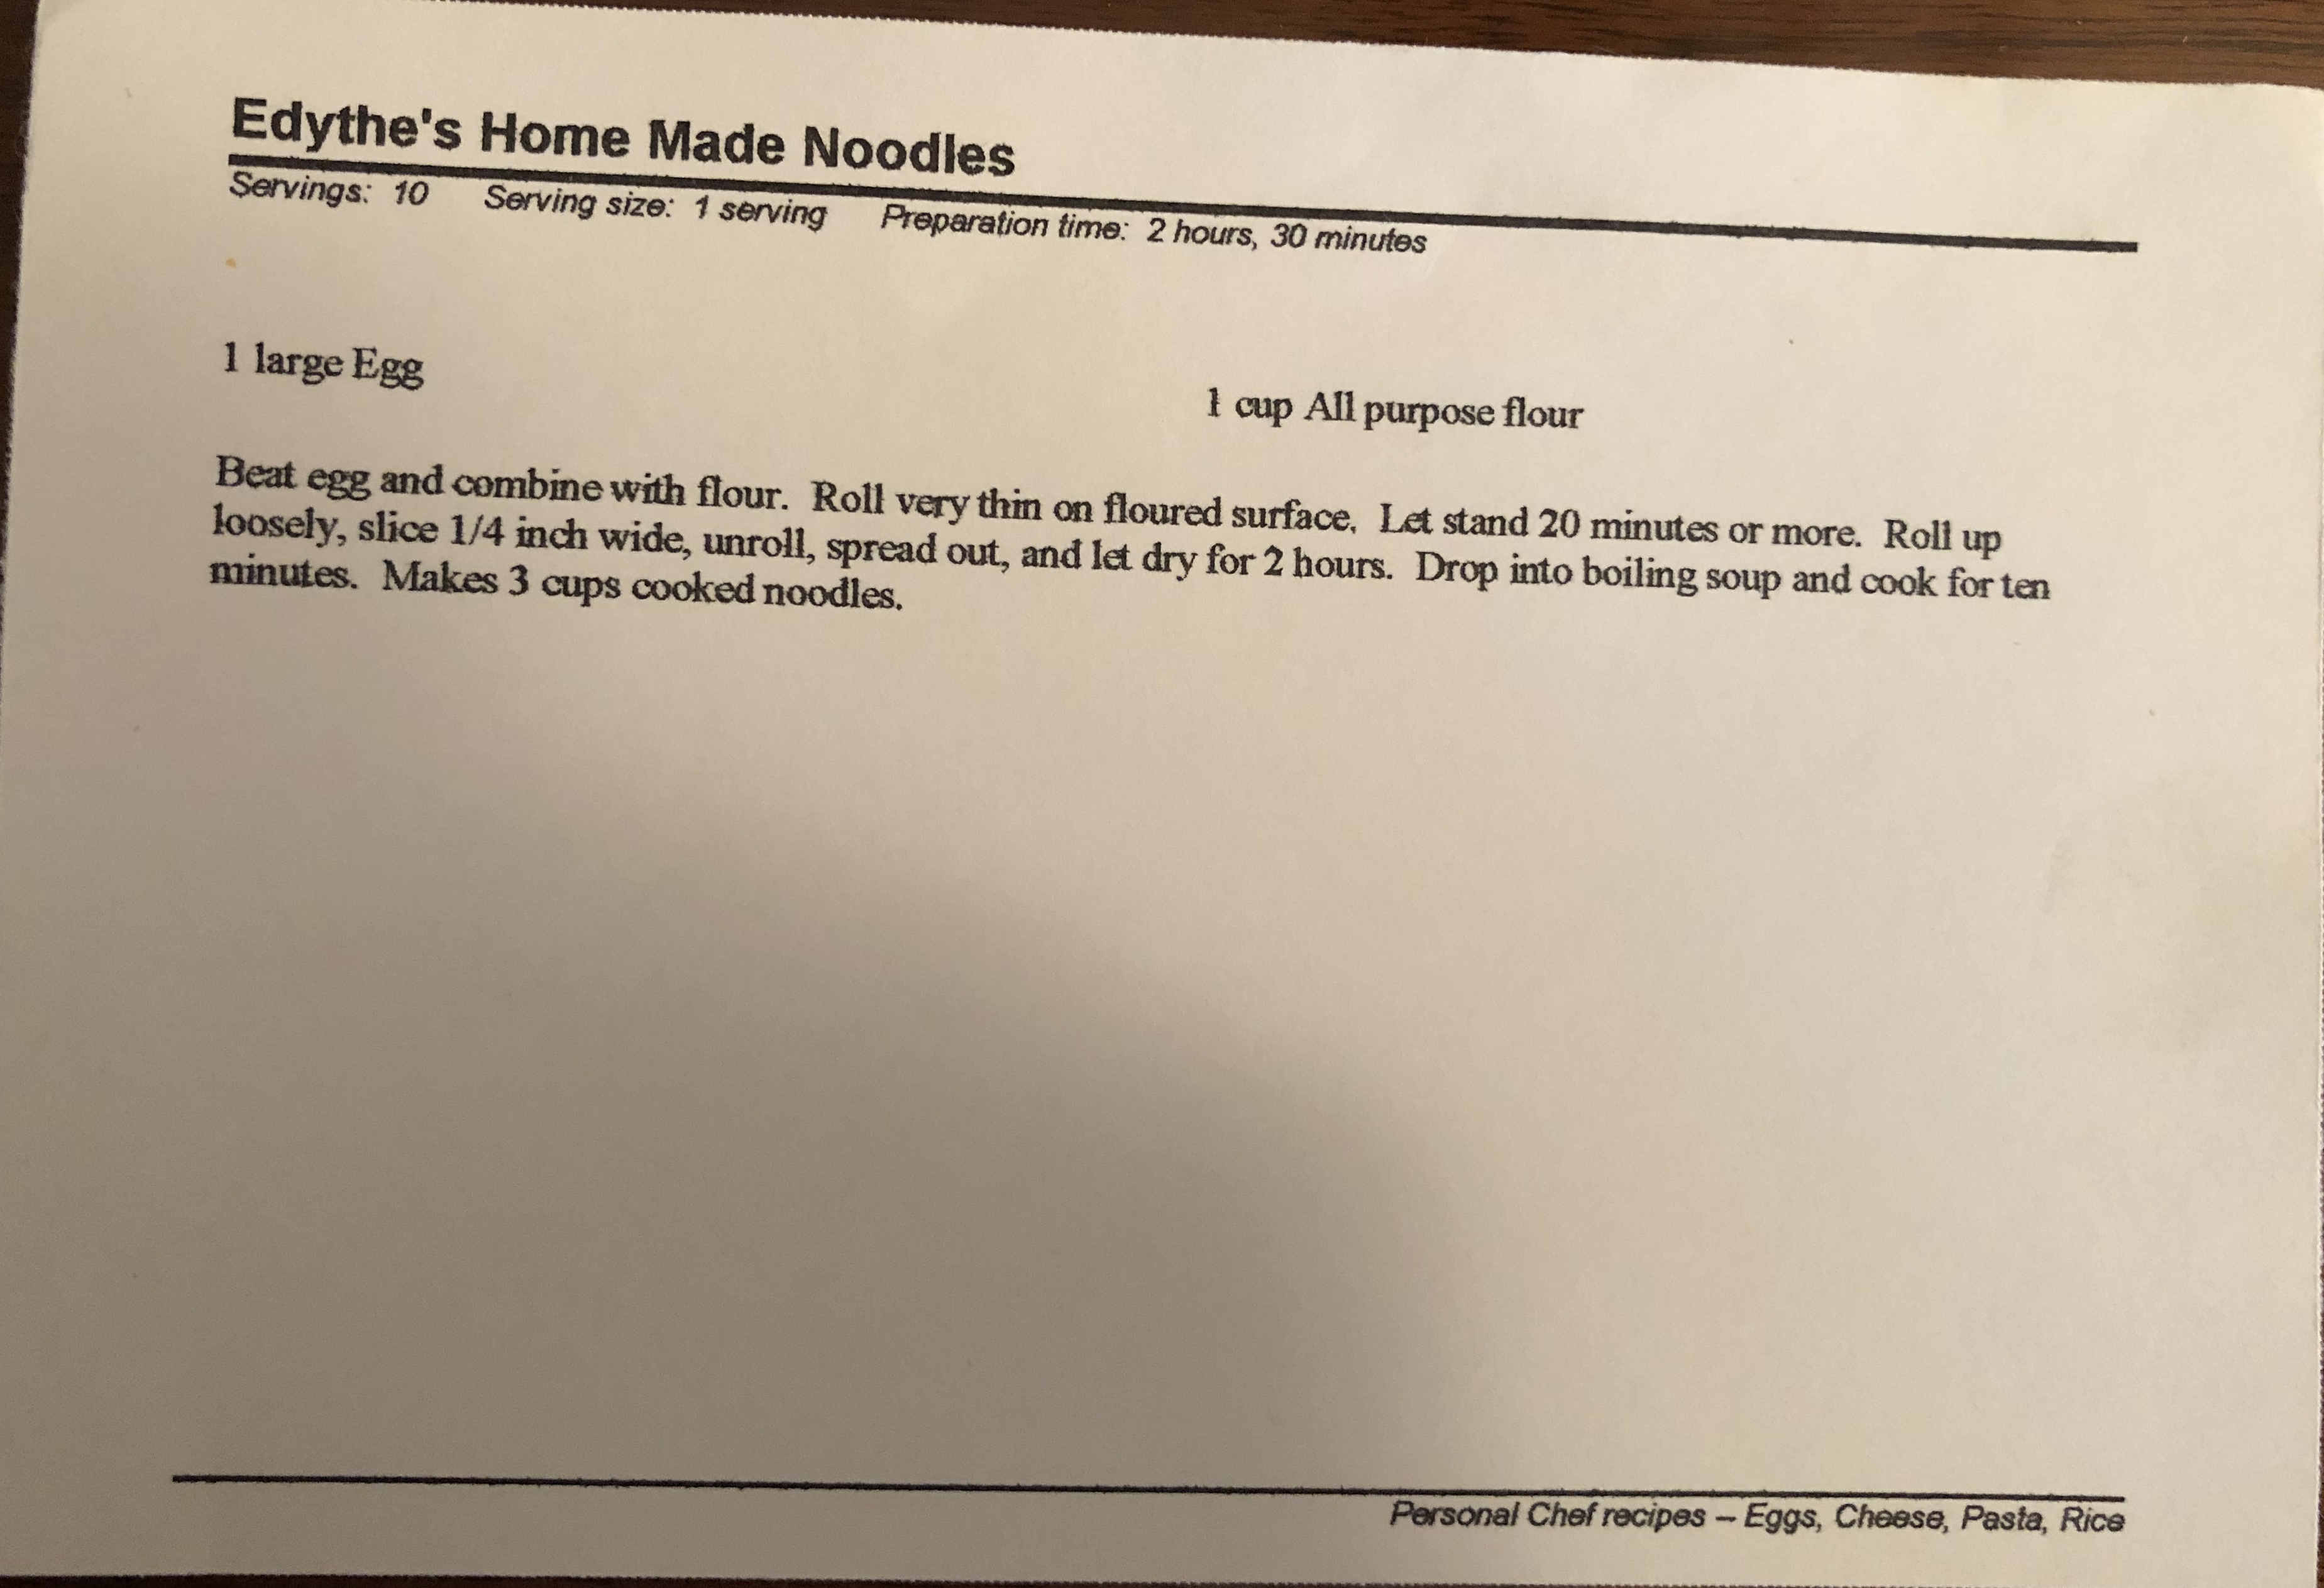 Edythe's Home Made Noodles
Servings: 10 Serving size: 1 serving Preparation time: 2 hours, 30 minutes
1 large Egg
1 cup All purpose flour
Beat egg and combine with flour. Roll very thin on floured surface. Let stand 20 minutes or more. Roll up
loosely, slice 1/4 inch wide, unroll, spread out, and let dry for 2 hours. Drop into boiling soup and cook for ten
minutes. Makes 3 cups cooked noodles.
Personal Chef recipes – Eggs, Cheese, Pasta, Rice